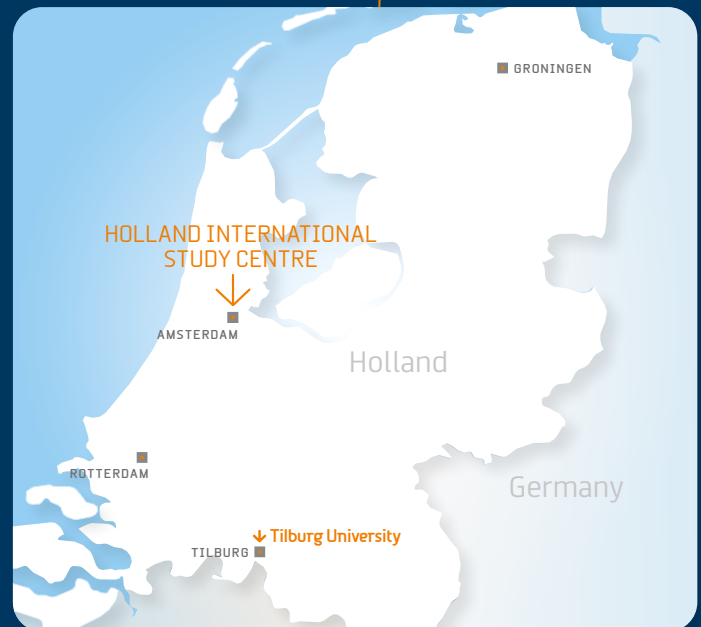 GRONINGEN
HOLLAND INTERNATIONAL
STUDY CENTRE
AMSTERDAM
Holland
ROTTERDAM
Germany
Tilburg University
TILBURG